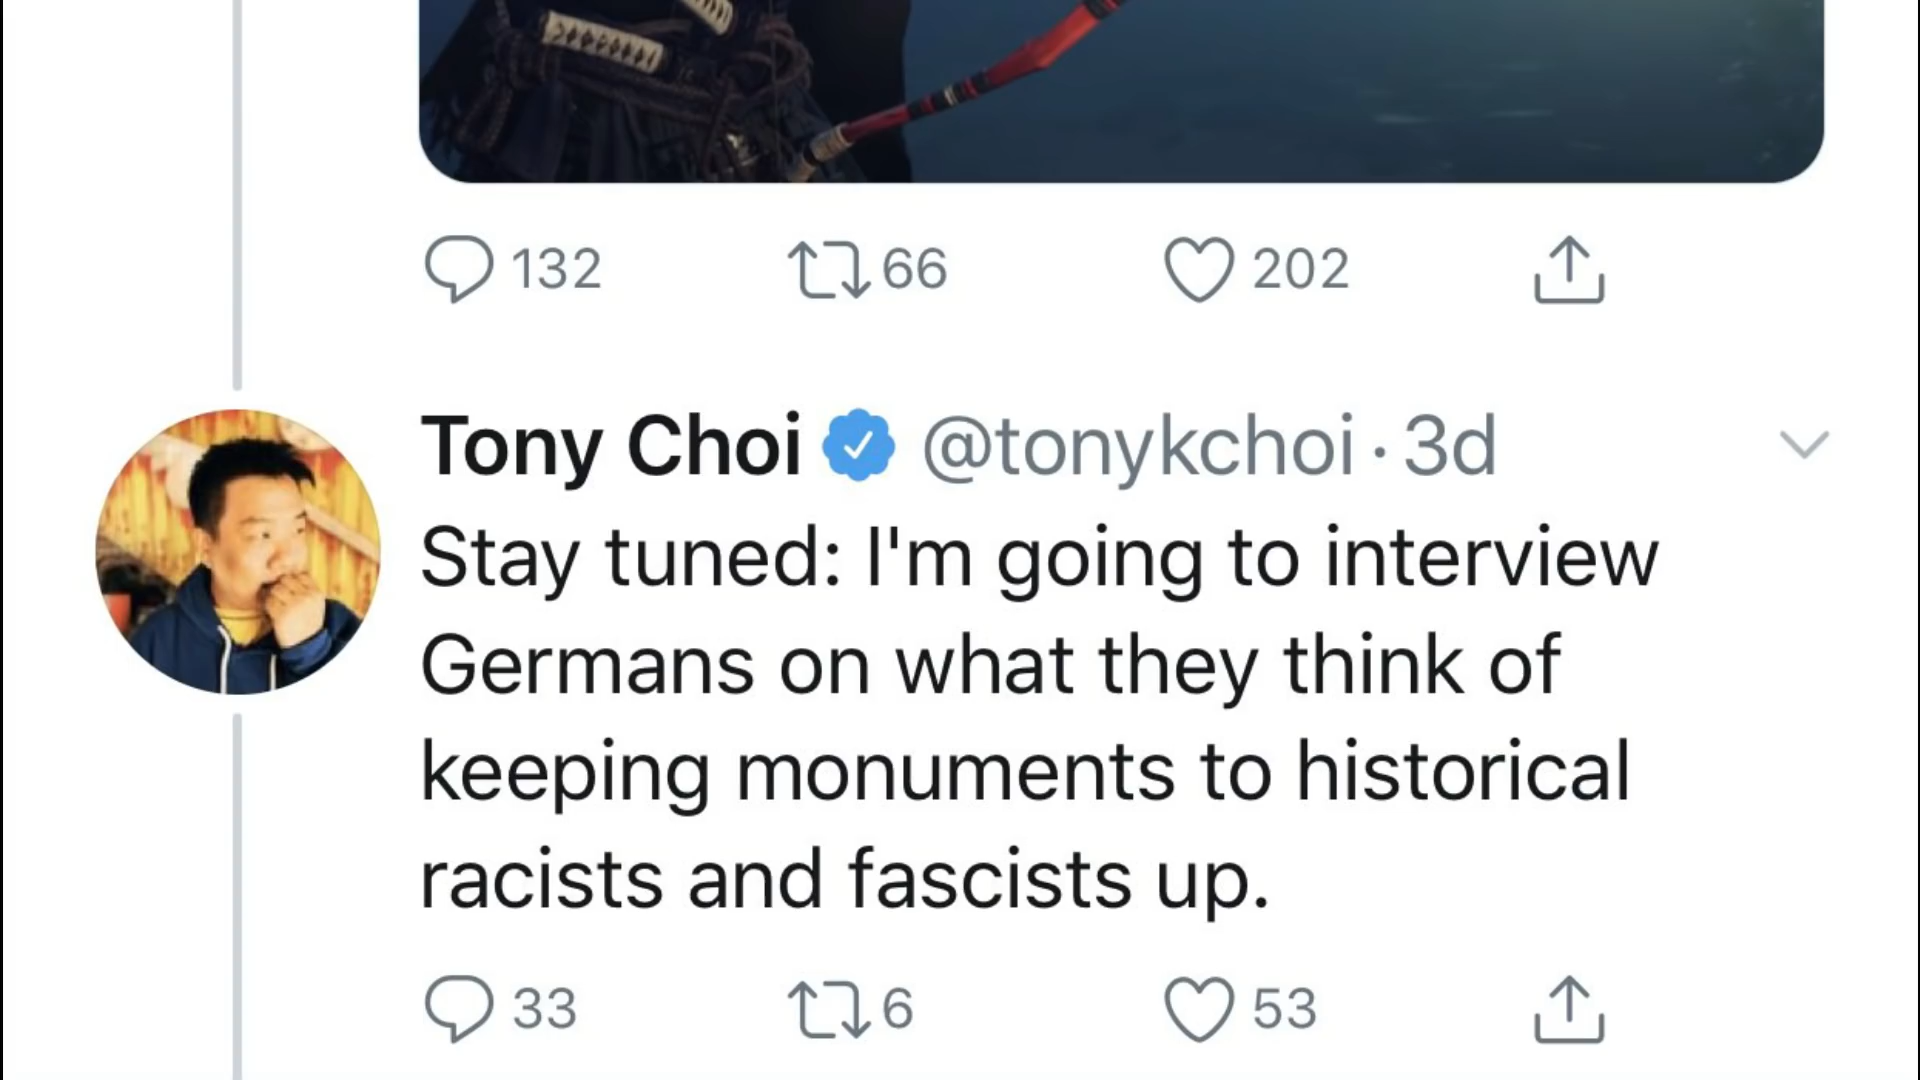 132 66 202
Tony Choi @tonykchoi · 3d
Stay tuned: I'm going to interview
Germans on what they think of
keeping monuments to historical
racists and fascists up.
33 6 53